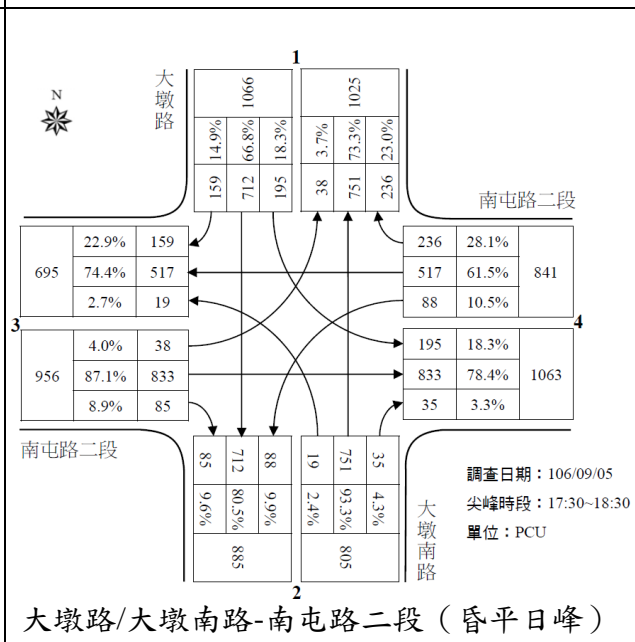 1
大墩路
N
1066
1025
14.9% 66.8% 18.3%
3.7% 73.3% 23.0%
159 712 195
38 751 236
南屯路二段
695
22.9% 159
74.4% 517
2.7% 19
236 28.1%
517 61.5%
88 10.5%
841
3
4
956
4.0% 38
87.1% 833
8.9% 85
195 18.3%
833 78.4%
35 3.3%
1063
南屯路二段
85 712 88
19 751 35
9.6% 80.5% 9.9%
2.4% 93.3% 4.3%
885
805
大墩南路
調查日期：106/09/05
尖峰時段：17:30~18:30
單位：PCU
2
大墩路/大墩南路-南屯路二段（昏平日峰）